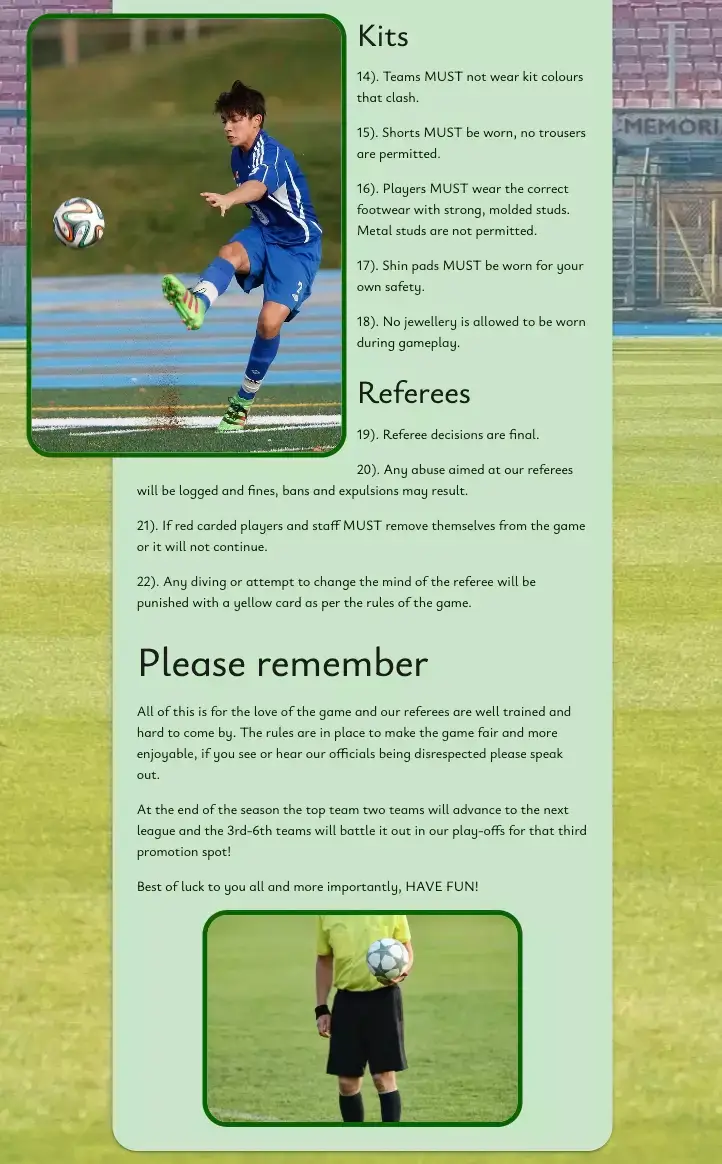 Kits
14). Teams MUST not wear kit colours
that clash.
15). Shorts MUST be worn, no trousers
are permitted.
16). Players MUST wear the correct
footwear with strong, molded studs.
Metal studs are not permitted.
17). Shin pads MUST be worn for your
own safety.
18). No jewellery is allowed to be worn
during gameplay.
Referees
19). Referee decisions are final.
20). Any abuse aimed at our referees
will be logged and fines, bans and expulsions may result.
21). If red carded players and staff MUST remove themselves from the game
or it will not continue.
22). Any diving or attempt to change the mind of the referee will be
punished with a yellow card as per the rules of the game.
Please remember
All of this is for the love of the game and our referees are well trained and
hard to come by. The rules are in place to make the game fair and more
enjoyable, if you see or hear our officials being disrespected please speak
out.
At the end of the season the top team two teams will advance to the next
league and the 3rd-6th teams will battle it out in our play-offs for that third
promotion spot!
Best of luck to you all and more importantly, HAVE FUN!
MEMORI
2